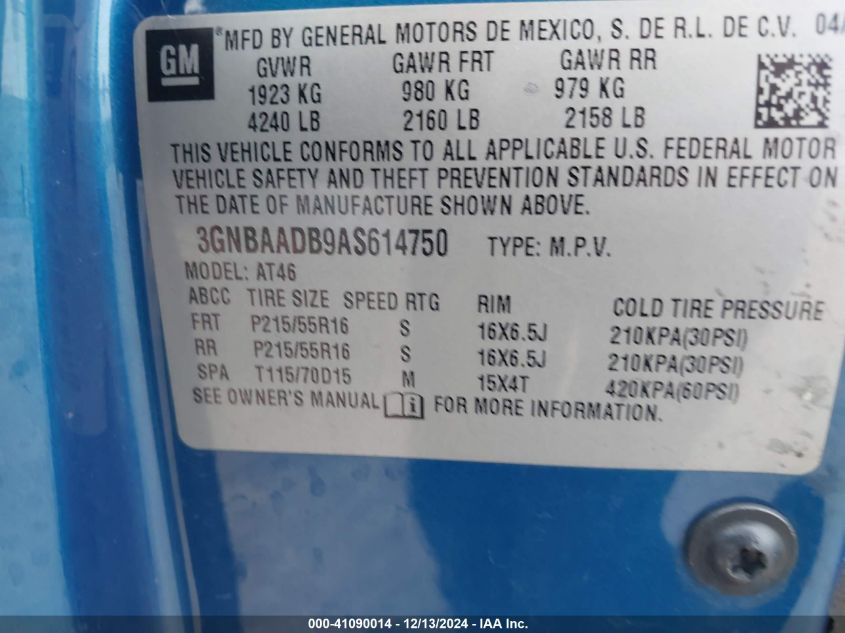 ®MFD BY GENERAL MOTORS DE MEXICO, S. DE R.L. DE C.V. 04/
GM
GVWR GAWR FRT GAWR RR
1923 KG 980 KG 979 KG
4240 LB 2160 LB 2158 LB
THIS VEHICLE CONFORMS TO ALL APPLICABLE U.S. FEDERAL MOTOR
VEHICLE SAFETY AND THEFT PREVENTION STANDARDS IN EFFECT ON
THE DATE OF MANUFACTURE SHOWN ABOVE.
3GNBAADB9AS614750 TYPE: M.P.V.
MODEL: AT46
ABCC TIRE SIZE SPEED RTG RIM COLD TIRE PRESSURE
FRT P215/55R16 S 16X6.5J 210KPA(30PSI)
RR P215/55R16 S 16X6.5J 210KPA(30PSI)
SPA T115/70D15 M 15X4T 420KPA(60PSI)
SEE OWNER'S MANUAL i FOR MORE INFORMATION.
000-41090014 - 12/13/2024 - IAA Inc.